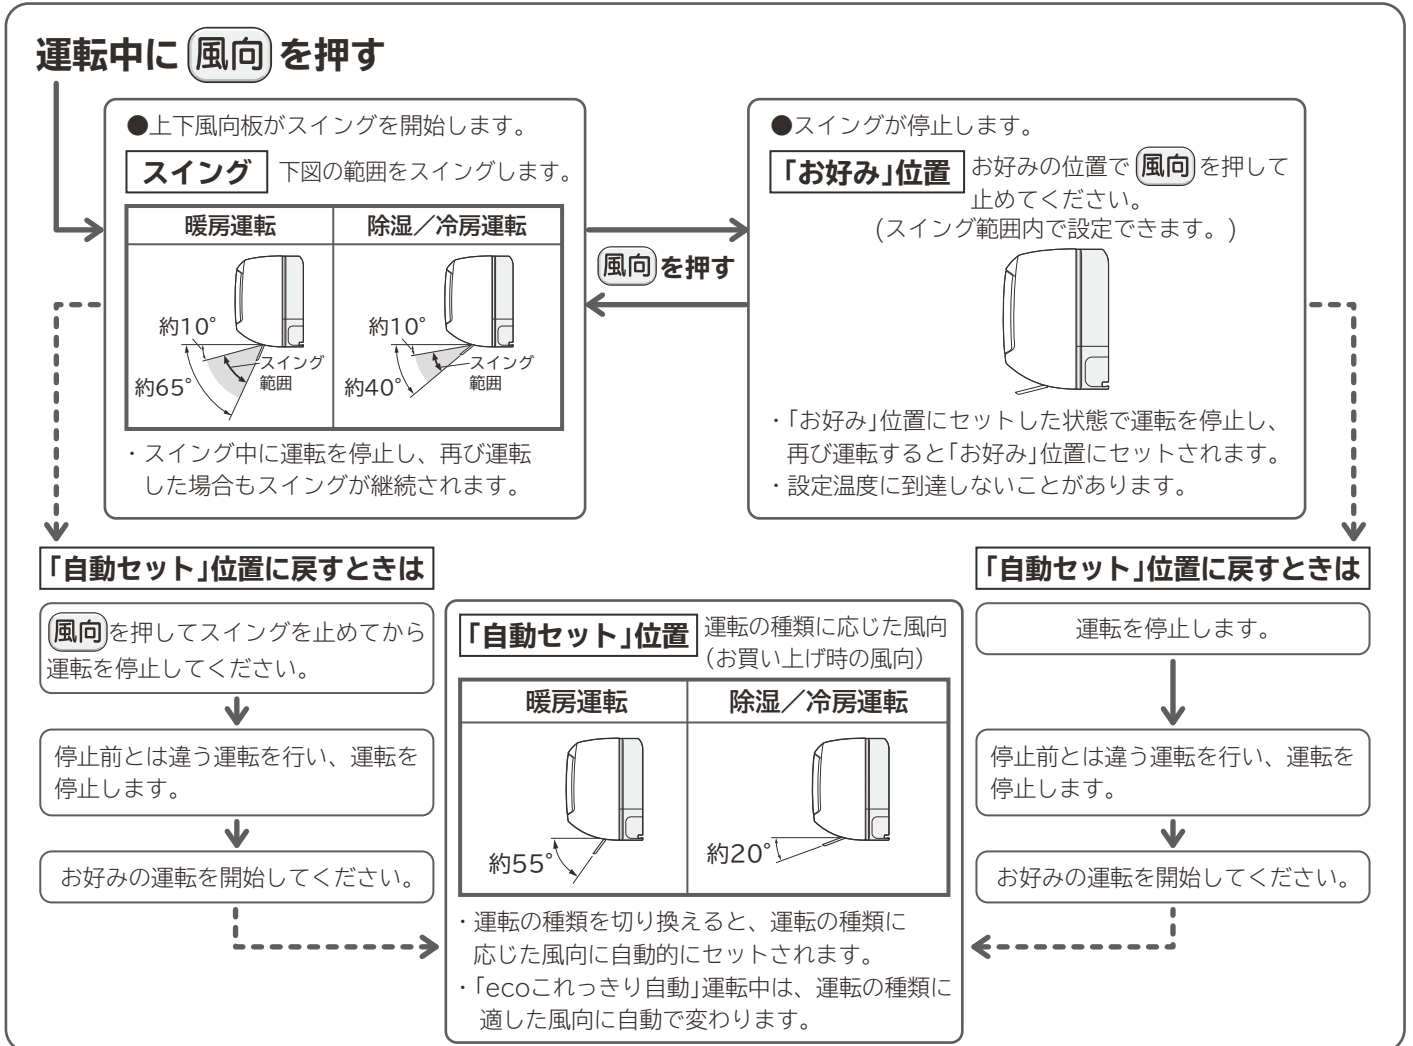 運転中に 風向 を押す
●上下風向板がスイングを開始します。
スイング 下図の範囲をスイングします。
暖房運転 除湿／冷房運転
約10°
約65°
スイング
範囲
約10°
約40°
スイング
範囲
・スイング中に運転を停止し、再び運転
した場合もスイングが継続されます。
風向 を押す
●スイングが停止します。
「お好み」位置 お好みの位置で 風向 を押して
止めてください。
(スイング範囲内で設定できます。)
・「お好み」位置にセットした状態で運転を停止し、
再び運転すると「お好み」位置にセットされます。
・設定温度に到達しないことがあります。
「自動セット」位置に戻すときは
風向 を押してスイングを止めてから
運転を停止してください。
停止前とは違う運転を行い、運転を
停止します。
お好みの運転を開始してください。
「自動セット」位置 運転の種類に応じた風向
(お買い上げ時の風向)
暖房運転 除湿／冷房運転
約55°
約20°
・運転の種類を切り換えると、運転の種類に
応じた風向に自動的にセットされます。
・「ecoこれっきり自動」運転中は、運転の種類に
適した風向に自動で変わります。
「自動セット」位置に戻すときは
運転を停止します。
停止前とは違う運転を行い、運転を
停止します。
お好みの運転を開始してください。